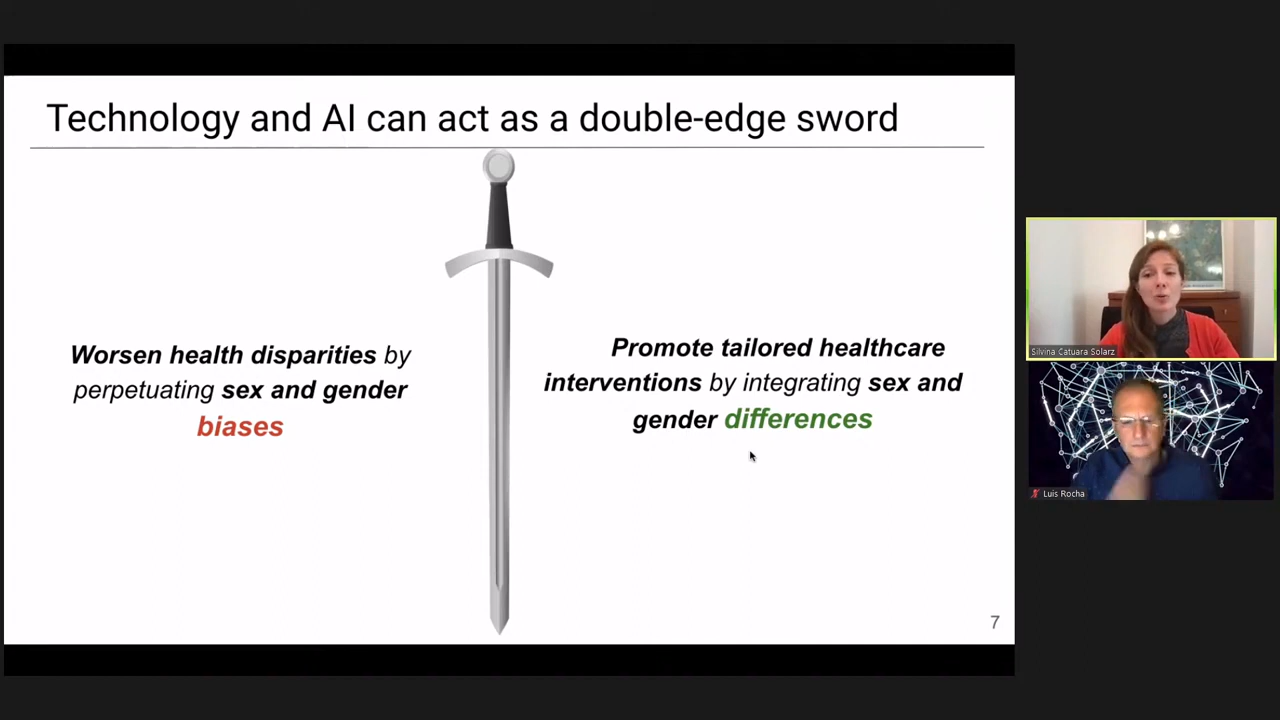 Technology and AI can act as a double-edge sword
Worsen health disparities by
perpetuating sex and gender
biases
Promote tailored healthcare
interventions by integrating sex and
gender differences
7
Silvina Catuara Solarz
Luis Rocha